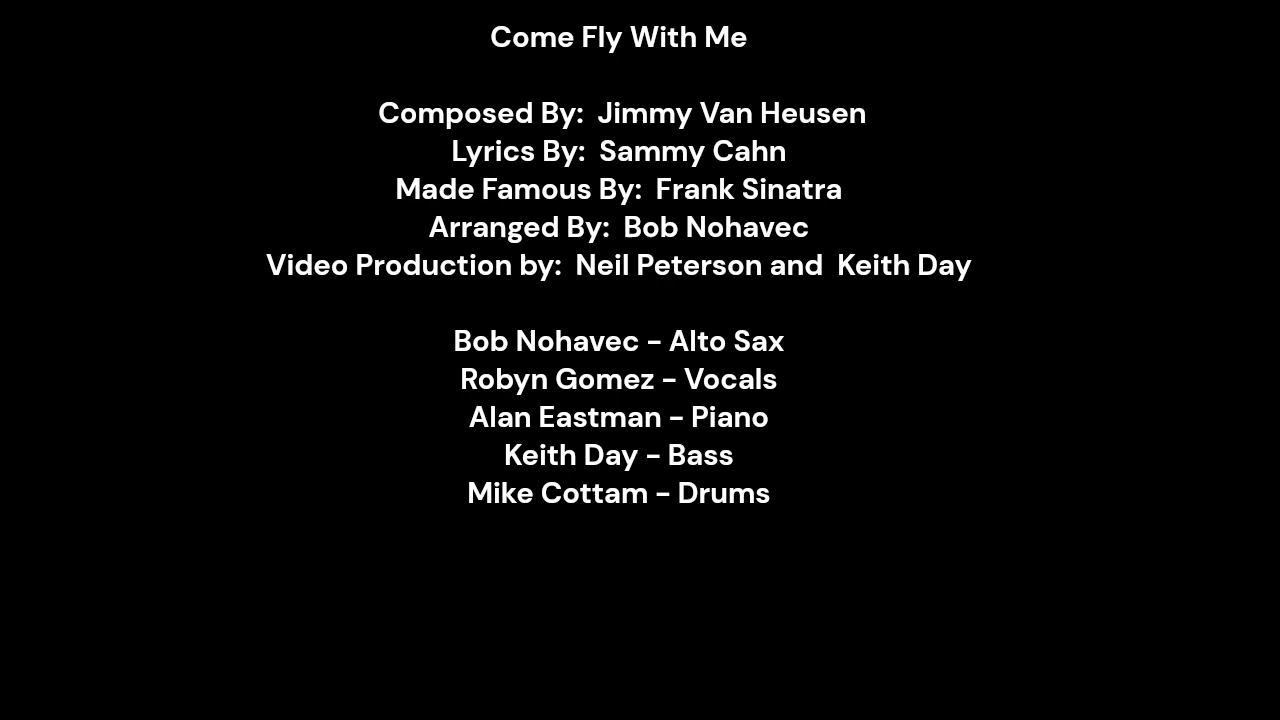 Come Fly With Me
Composed By:  Jimmy Van Heusen
Lyrics By:  Sammy Cahn
Made Famous By:  Frank Sinatra
Arranged By:  Bob Nohavec
Video Production by:  Neil Peterson and  Keith Day
Bob Nohavec - Alto Sax
Robyn Gomez - Vocals
Alan Eastman - Piano
Keith Day - Bass
Mike Cottam - Drums